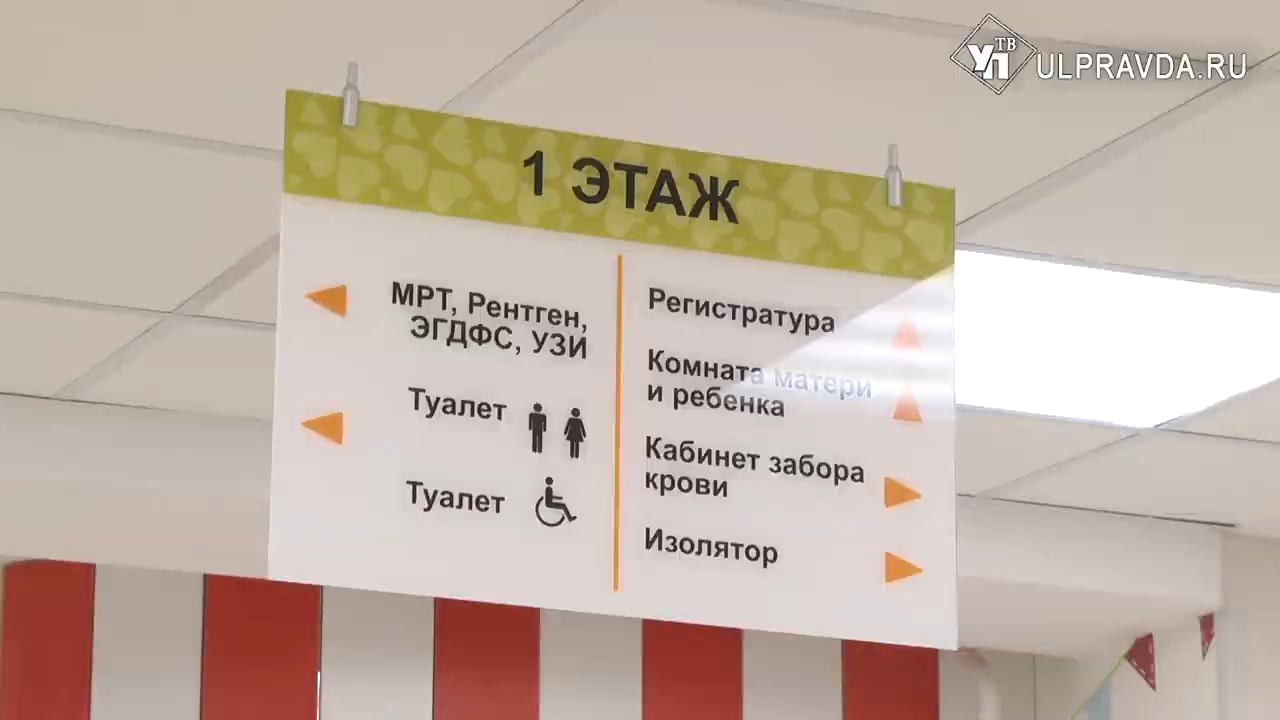 УП ТВ
ULPRAVDA.RU
1 ЭТАЖ
МРТ, Рентген,
ЭГДФС, УЗИ
Туалет
Туалет
Регистратура
Комната матери
и ребенка
Кабинет забора
крови
Изолятор